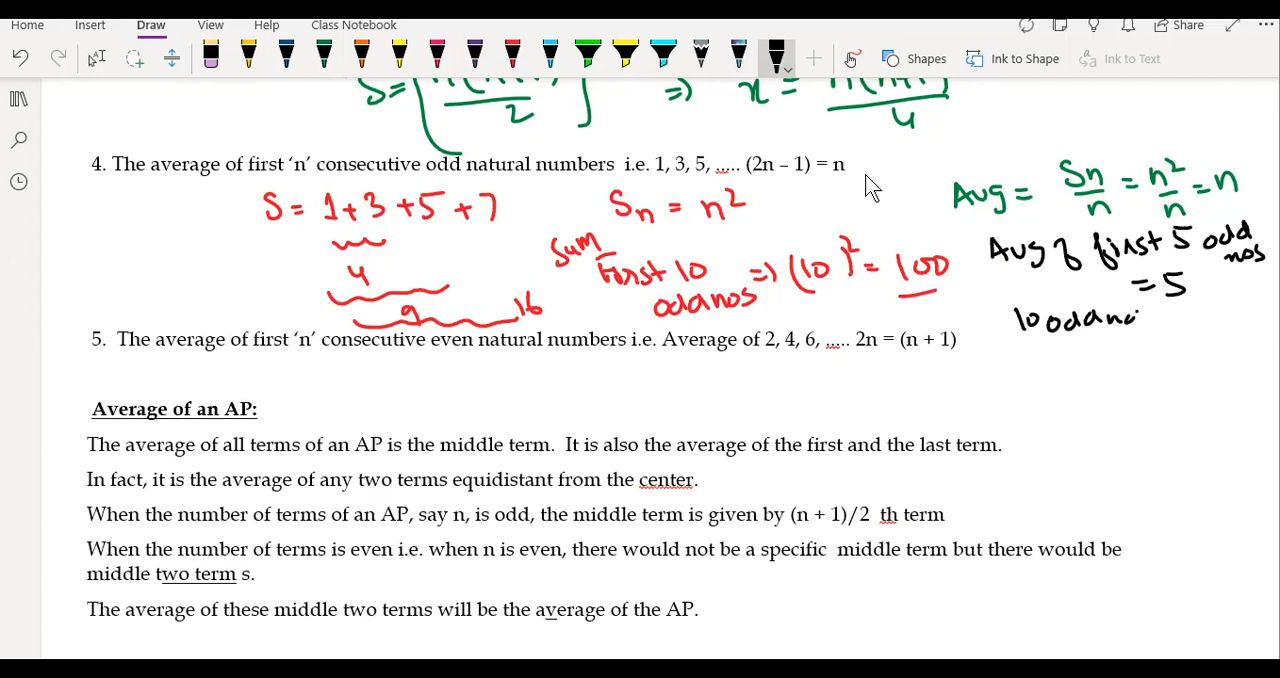 Home Insert Draw View Help Class Notebook Share
Shapes Ink to Shape Ink to Text
S= 2 => x = 4
4. The average of first ‘n’ consecutive odd natural numbers i.e. 1, 3, 5, ..... (2n – 1) = n
S = 1+3+5+7 Sn = n² Avg = Sn/n = n²/n = n
4
9
16
Sum First 10 odd nos => (10)² = 100
Avg of first 5 odd nos = 5
10 odd no
5. The average of first ‘n’ consecutive even natural numbers i.e. Average of 2, 4, 6, ..... 2n = (n + 1)
Average of an AP:
The average of all terms of an AP is the middle term. It is also the average of the first and the last term.
In fact, it is the average of any two terms equidistant from the center.
When the number of terms of an AP, say n, is odd, the middle term is given by (n + 1)/2 th term
When the number of terms is even i.e. when n is even, there would not be a specific middle term but there would be
middle two term s.
The average of these middle two terms will be the average of the AP.